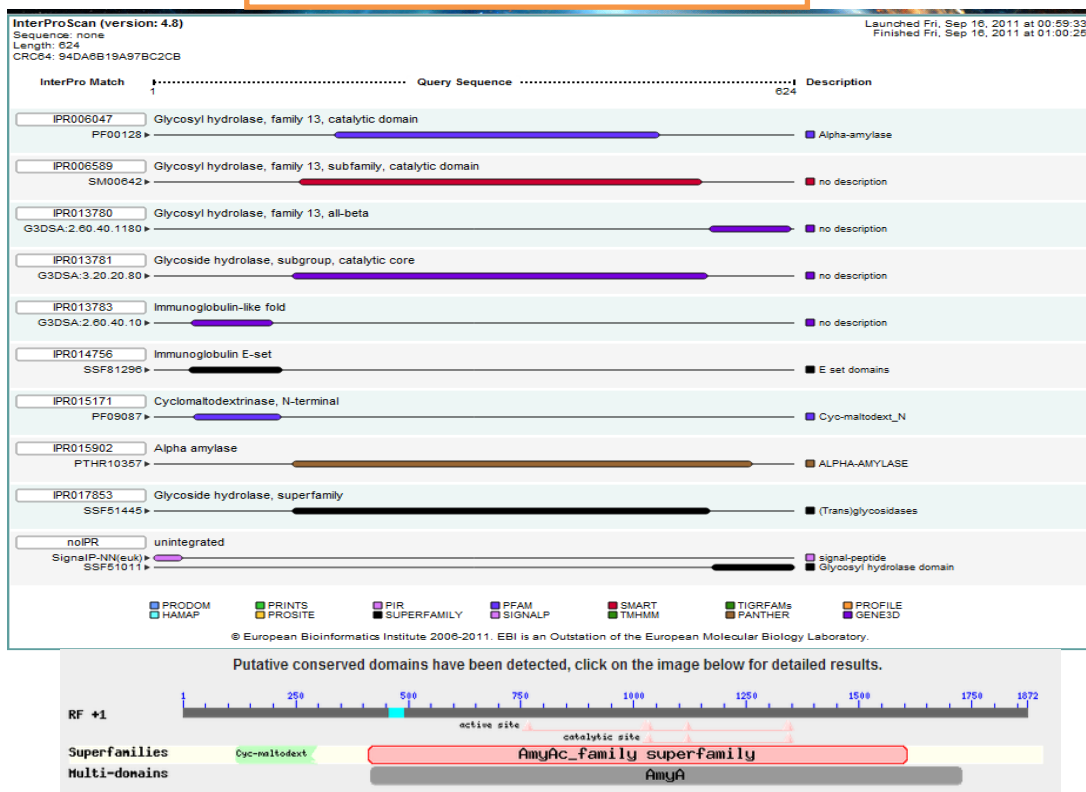 InterProScan (version: 4.8)
Sequence: none
Length: 624
CRC64: 94DA6B19A97BC2CB
Launched Fri, Sep 16, 2011 at 00:59:33
Finished Fri, Sep 16, 2011 at 01:00:25
InterPro Match Query Sequence Description
1 624
IPR006047 Glycosyl hydrolase, family 13, catalytic domain
PF00128 Alpha-amylase
IPR006589 Glycosyl hydrolase, family 13, subfamily, catalytic domain
SM00642 no description
IPR013780 Glycosyl hydrolase, family 13, all-beta
G3DSA:2.60.40.1180 no description
IPR013781 Glycoside hydrolase, subgroup, catalytic core
G3DSA:3.20.20.80 no description
IPR013783 Immunoglobulin-like fold
G3DSA:2.60.40.10 no description
IPR014756 Immunoglobulin E-set
SSF81296 E set domains
IPR015171 Cyclomaltodextrinase, N-terminal
PF09087 Cyc-maltodext_N
IPR015902 Alpha amylase
PTHR10357 ALPHA-AMYLASE
IPR017853 Glycoside hydrolase, superfamily
SSF51445 (Trans)glycosidases
noIPR unintegrated
SignalP-NN(euk) signal-peptide
SSF51011 Glycosyl hydrolase domain
PRODOM PRINTS PIR PFAM SMART TIGRFAMs PROFILE
HAMAP PROSITE SUPERFAMILY SIGNALP TMHMM PANTHER GENE3D
© European Bioinformatics Institute 2006-2011. EBI is an Outstation of the European Molecular Biology Laboratory.
Putative conserved domains have been detected, click on the image below for detailed results.
1 250 500 750 1000 1250 1500 1750 1872
RF +1
active site
catalytic site
Superfamilies Cyc-maltodext AmyAc_family superfamily
Multi-domains AmyA